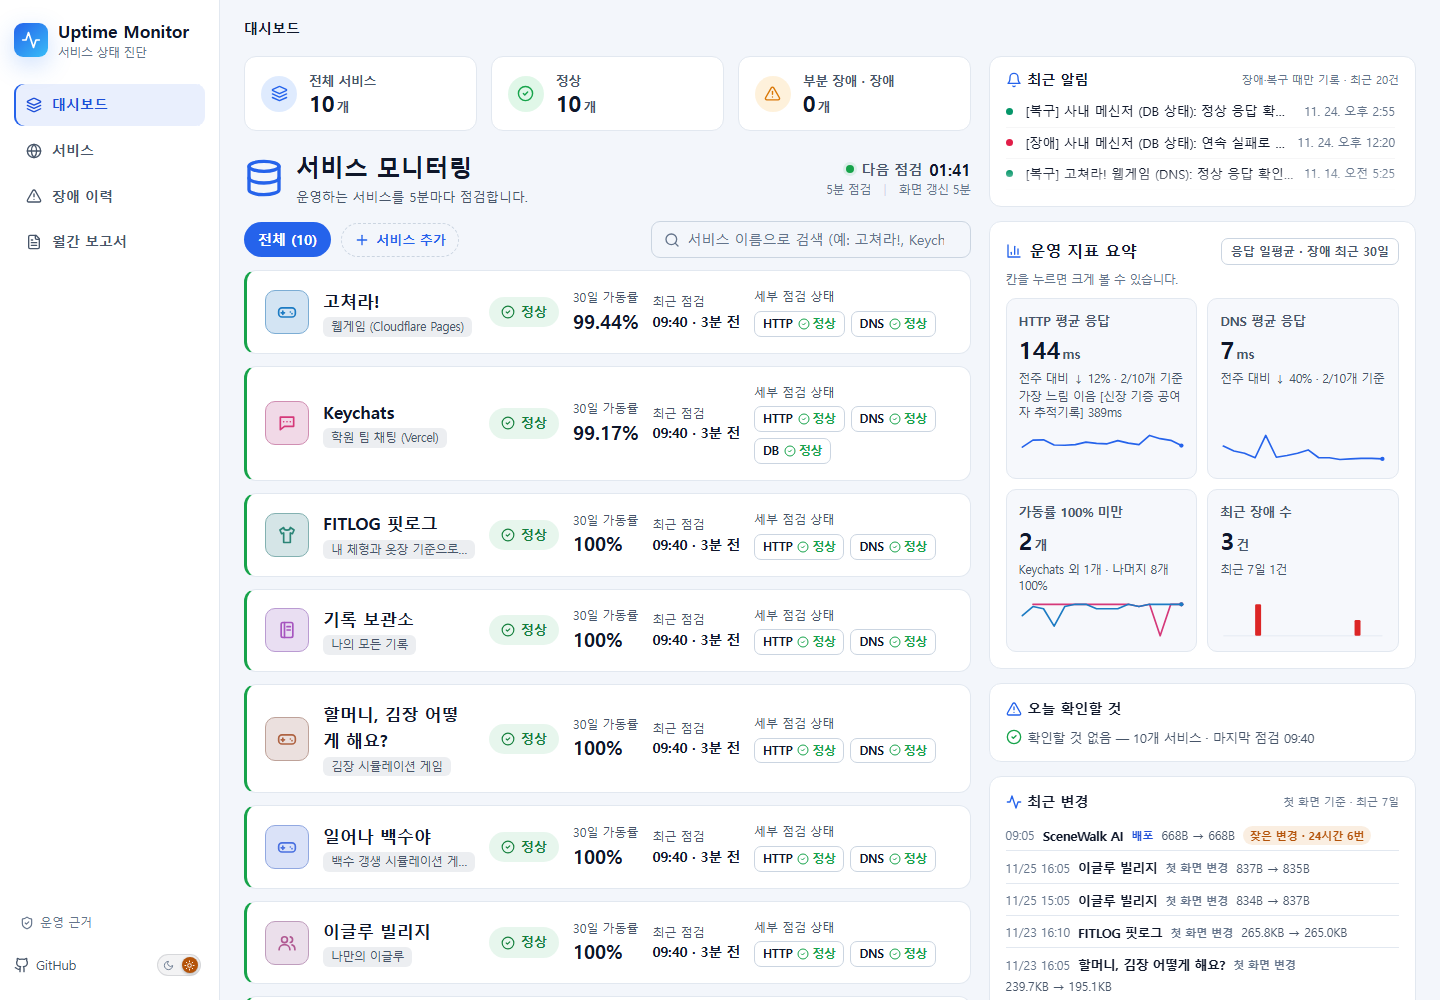 Uptime Monitor
서비스 상태 진단
대시보드
서비스
장애 이력
월간 보고서
운영 근거
GitHub
대시보드
전체 서비스
10개
정상
10개
부분 장애 · 장애
0개
서비스 모니터링
운영하는 서비스를 5분마다 점검합니다.
다음 점검 01:41
5분 점검 | 화면 갱신 5분
전체 (10)
서비스 추가
서비스 이름으로 검색 (예: 고쳐라!, Keych
고쳐라!
웹게임 (Cloudflare Pages)
정상
30일 가동률
99.44%
최근 점검
09:40 · 3분 전
세부 점검 상태
HTTP 정상 DNS 정상
Keychats
학원 팀 채팅 (Vercel)
정상
30일 가동률
99.17%
최근 점검
09:40 · 3분 전
세부 점검 상태
HTTP 정상 DNS 정상
DB 정상
FITLOG 핏로그
내 체형과 옷장 기준으로...
정상
30일 가동률
100%
최근 점검
09:40 · 3분 전
세부 점검 상태
HTTP 정상 DNS 정상
기록 보관소
나의 모든 기록
정상
30일 가동률
100%
최근 점검
09:40 · 3분 전
세부 점검 상태
HTTP 정상 DNS 정상
할머니, 김장 어떻
게 해요?
김장 시뮬레이션 게임
정상
30일 가동률
100%
최근 점검
09:40 · 3분 전
세부 점검 상태
HTTP 정상 DNS 정상
일어나 백수야
백수 갱생 시뮬레이션 게...
정상
30일 가동률
100%
최근 점검
09:40 · 3분 전
세부 점검 상태
HTTP 정상 DNS 정상
이글루 빌리지
나만의 이글루
정상
30일 가동률
100%
최근 점검
09:40 · 3분 전
세부 점검 상태
HTTP 정상 DNS 정상
최근 알림
장애·복구 때만 기록 · 최근 20건
[복구] 사내 메신저 (DB 상태): 정상 응답 확... 11. 24. 오후 2:55
[장애] 사내 메신저 (DB 상태): 연속 실패로 ... 11. 24. 오후 12:20
[복구] 고쳐라! 웹게임 (DNS): 정상 응답 확인... 11. 14. 오전 5:25
운영 지표 요약
응답 일평균 · 장애 최근 30일
칸을 누르면 크게 볼 수 있습니다.
HTTP 평균 응답
144ms
전주 대비 ↓ 12% · 2/10개 기준
가장 느림 이음 [신장 기증 공여
자 추적기록] 389ms
DNS 평균 응답
7ms
전주 대비 ↓ 40% · 2/10개 기준
가동률 100% 미만
2개
Keychats 외 1개 · 나머지 8개
100%
최근 장애 수
3건
최근 7일 1건
오늘 확인할 것
확인할 것 없음 — 10개 서비스 · 마지막 점검 09:40
최근 변경
첫 화면 기준 · 최근 7일
09:05 SceneWalk AI 배포 668B → 668B 잦은 변경 · 24시간 6번
11/25 16:05 이글루 빌리지 첫 화면 변경 837B → 835B
11/25 15:05 이글루 빌리지 첫 화면 변경 834B → 837B
11/23 16:10 FITLOG 핏로그 첫 화면 변경 265.8KB → 265.0KB
11/23 16:05 할머니, 김장 어떻게 해요? 첫 화면 변경
239.7KB → 195.1KB